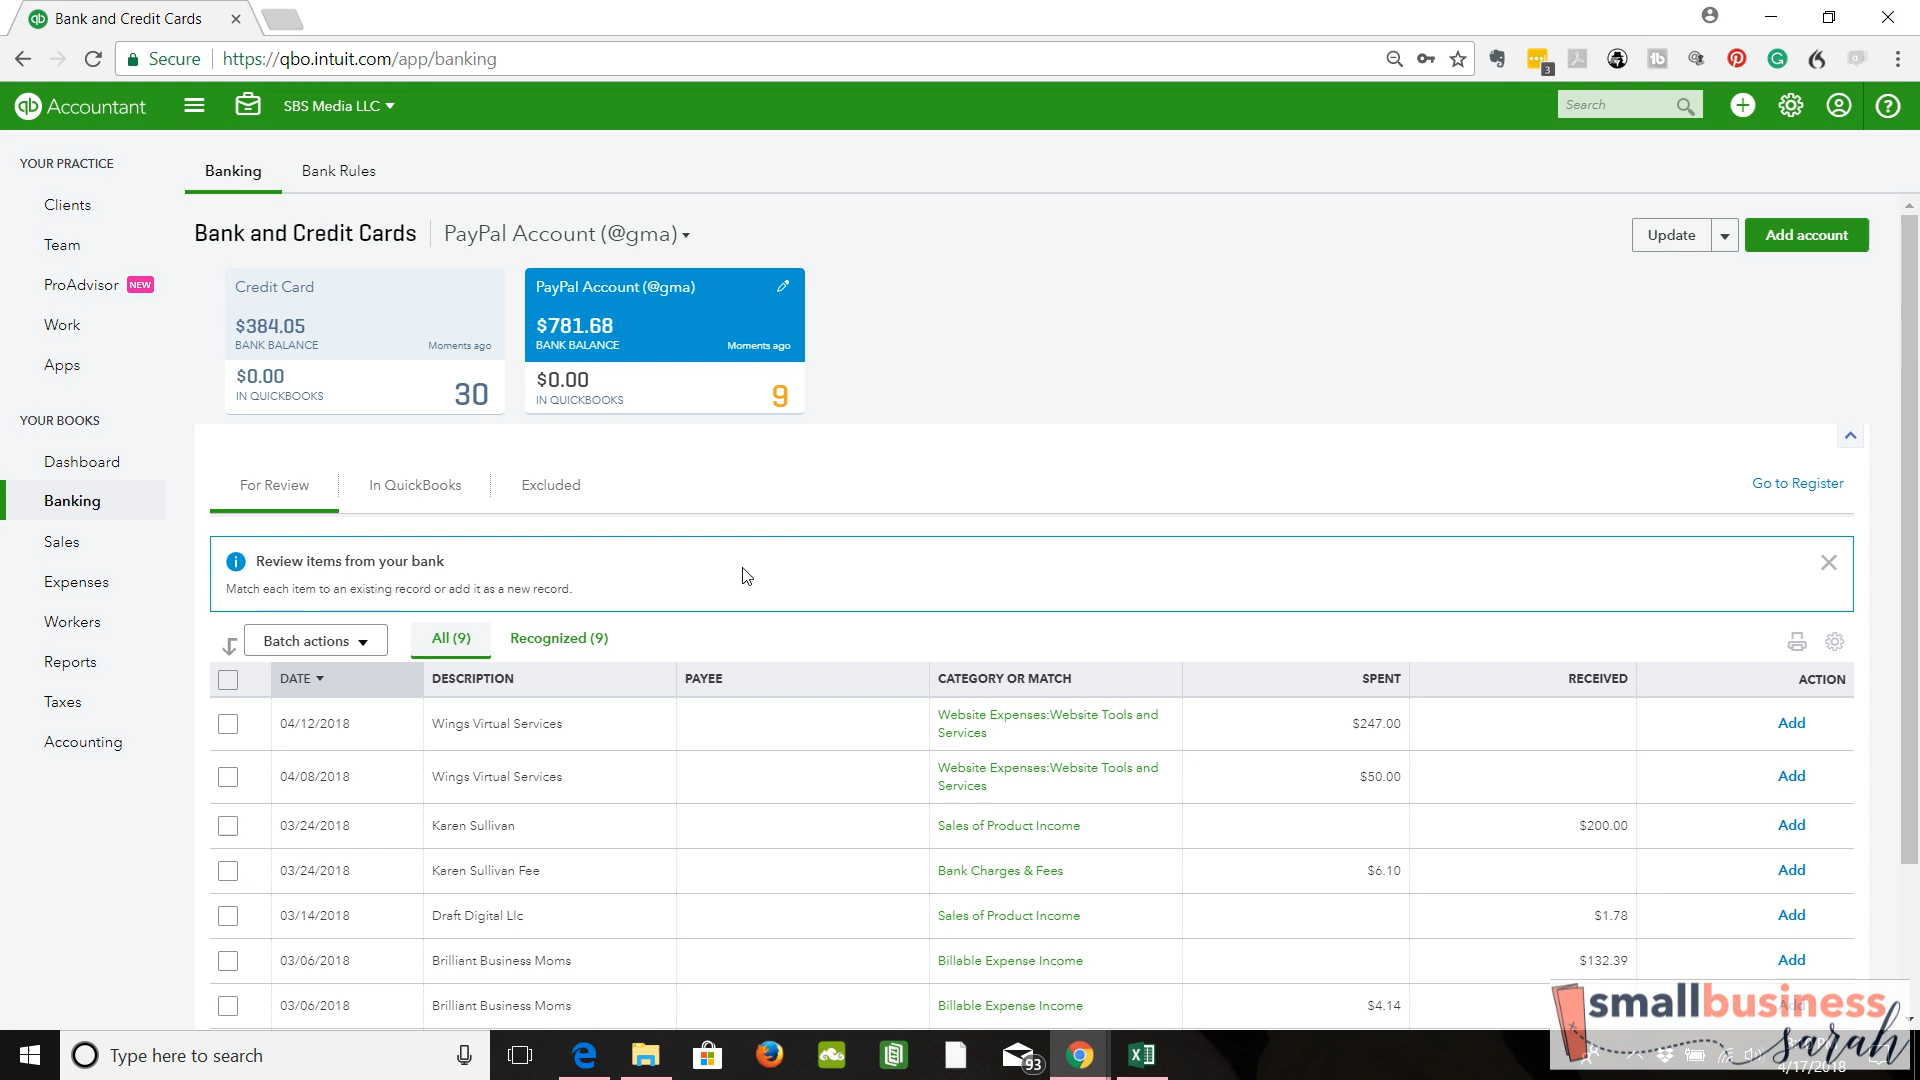 Bank and Credit Cards
Secure https://qbo.intuit.com/app/banking
3
qb Accountant
SBS Media LLC
Search
YOUR PRACTICE
Clients
Team
ProAdvisor NEW
Work
Apps
YOUR BOOKS
Dashboard
Banking
Sales
Expenses
Workers
Reports
Taxes
Accounting
Banking Bank Rules
Bank and Credit Cards PayPal Account (@gma)
Update Add account
Credit Card
$384.05
BANK BALANCE Moments ago
$0.00
IN QUICKBOOKS
30
PayPal Account (@gma)
$781.68
BANK BALANCE Moments ago
$0.00
IN QUICKBOOKS
9
For Review In QuickBooks Excluded Go to Register
Review items from your bank
Match each item to an existing record or add it as a new record.
Batch actions All (9) Recognized (9)
DATE DESCRIPTION PAYEE CATEGORY OR MATCH SPENT RECEIVED ACTION
04/12/2018 Wings Virtual Services Website Expenses:Website Tools and Services $247.00 Add
04/08/2018 Wings Virtual Services Website Expenses:Website Tools and Services $50.00 Add
03/24/2018 Karen Sullivan Sales of Product Income $200.00 Add
03/24/2018 Karen Sullivan Fee Bank Charges & Fees $6.10 Add
03/14/2018 Draft Digital Llc Sales of Product Income $1.78 Add
03/06/2018 Brilliant Business Moms Billable Expense Income $132.39 Add
03/06/2018 Brilliant Business Moms Billable Expense Income $4.14 Add
smallbusiness
sarah
Type here to search
93
4/17/2018